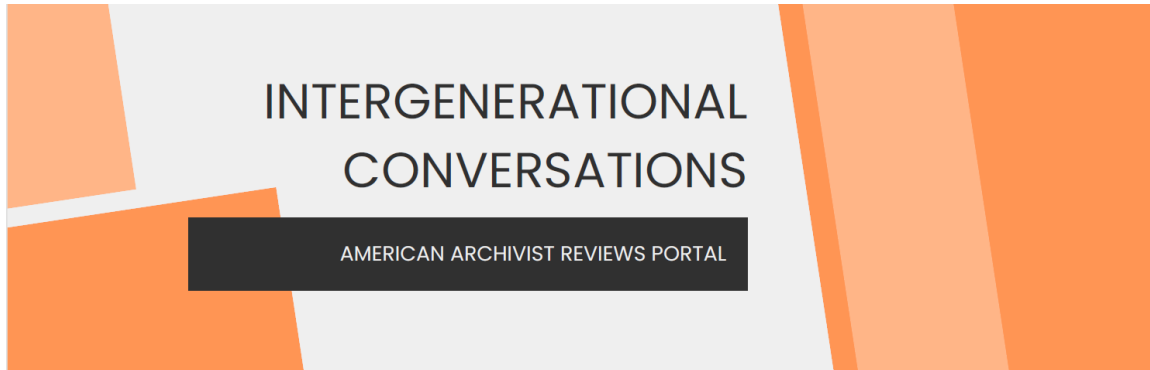 INTERGENERATIONAL
CONVERSATIONS
AMERICAN ARCHIVIST REVIEWS PORTAL